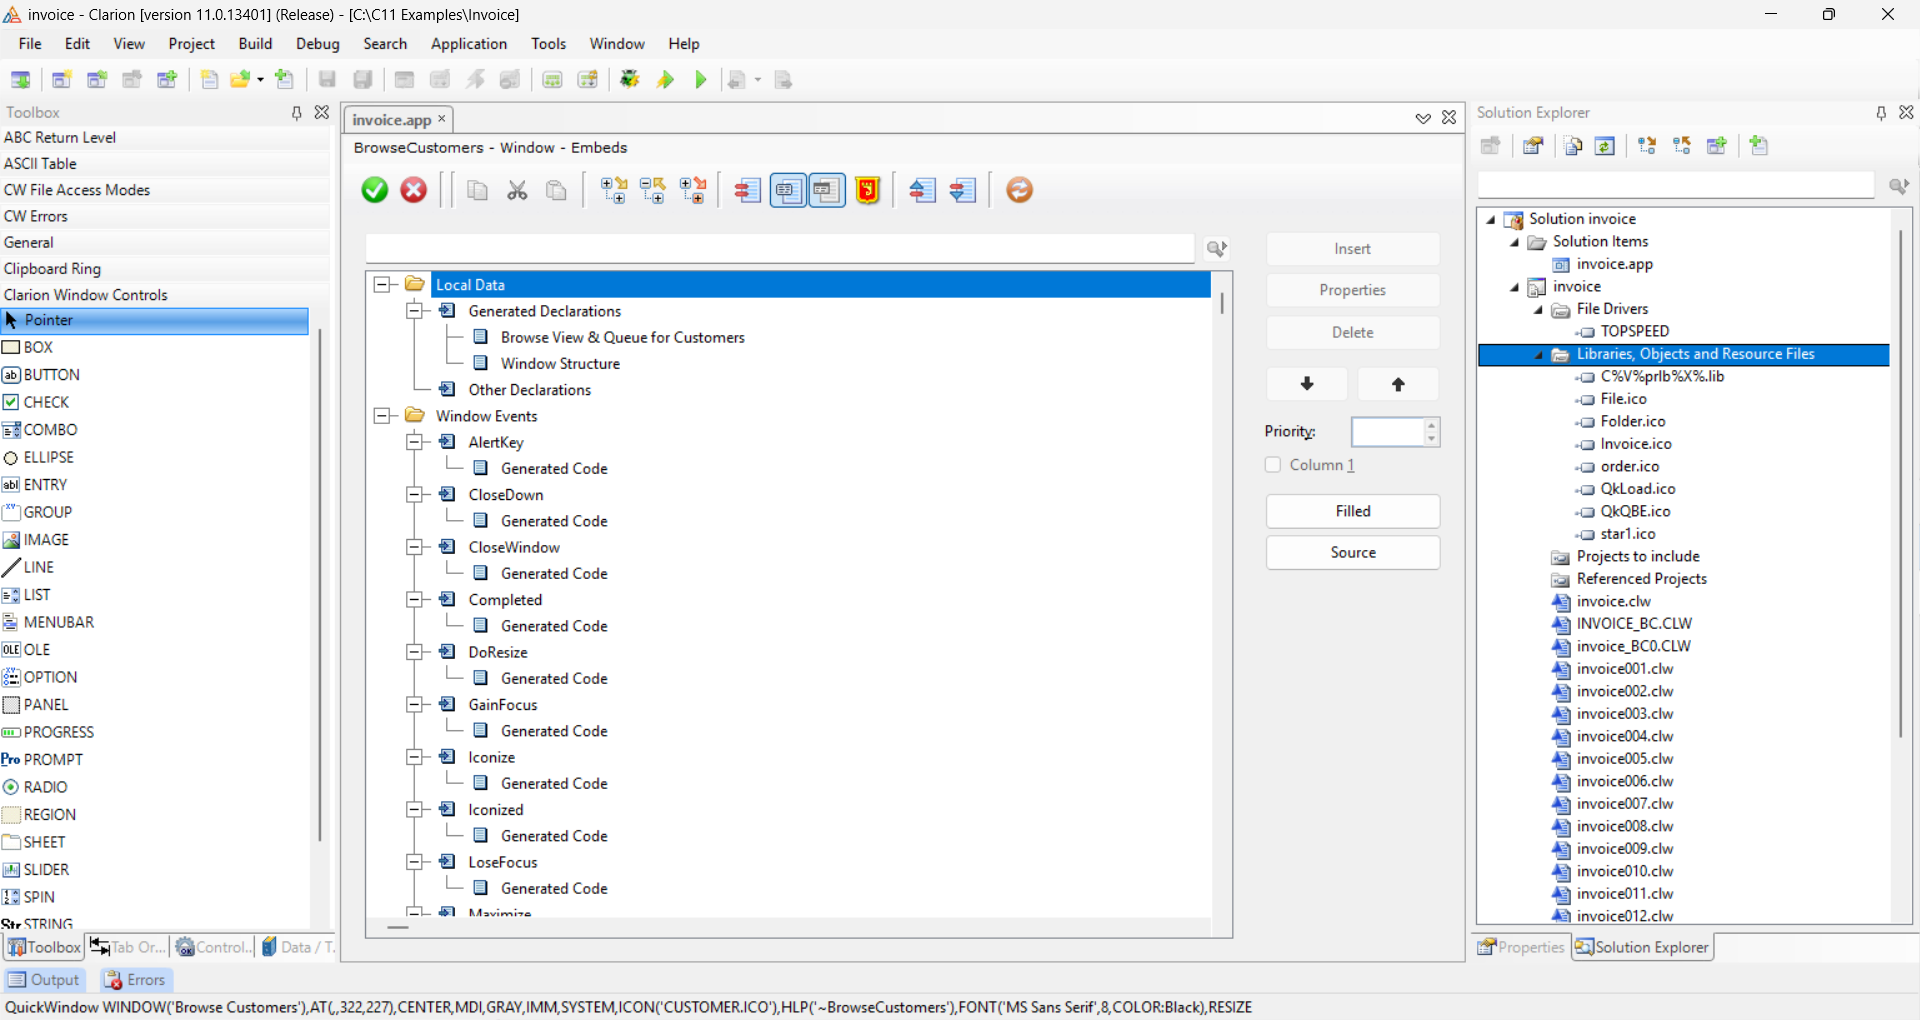 invoice - Clarion [version 11.0.13401] (Release) - [C:\C11 Examples\Invoice]
File Edit View Project Build Debug Search Application Tools Window Help
Toolbox
ABC Return Level
ASCII Table
CW File Access Modes
CW Errors
General
Clipboard Ring
Clarion Window Controls
Pointer
BOX
BUTTON
CHECK
COMBO
ELLIPSE
ENTRY
GROUP
IMAGE
LINE
LIST
MENUBAR
OLE
OPTION
PANEL
PROGRESS
PROMPT
RADIO
REGION
SHEET
SLIDER
SPIN
STRING
Toolbox Tab Or... Control... Data / T...
invoice.app
BrowseCustomers - Window - Embeds
Local Data
Generated Declarations
Browse View & Queue for Customers
Window Structure
Other Declarations
Window Events
AlertKey
Generated Code
CloseDown
Generated Code
CloseWindow
Generated Code
Completed
Generated Code
DoResize
Generated Code
GainFocus
Generated Code
Iconize
Generated Code
Iconized
Generated Code
LoseFocus
Generated Code
Maximize
Insert
Properties
Delete
Priority:
Column 1
Filled
Source
Solution Explorer
Solution invoice
Solution Items
invoice.app
invoice
File Drivers
TOPSPEED
Libraries, Objects and Resource Files
C%V%prlb%X%.lib
File.ico
Folder.ico
Invoice.ico
order.ico
QkLoad.ico
QkQBE.ico
star1.ico
Projects to include
Referenced Projects
invoice.clw
INVOICE_BC.CLW
invoice_BC0.CLW
invoice001.clw
invoice002.clw
invoice003.clw
invoice004.clw
invoice005.clw
invoice006.clw
invoice007.clw
invoice008.clw
invoice009.clw
invoice010.clw
invoice011.clw
invoice012.clw
Properties Solution Explorer
Output Errors
QuickWindow WINDOW('Browse Customers'),AT(,,322,227),CENTER,MDI,GRAY,IMM,SYSTEM,ICON('CUSTOMER.ICO'),HLP('~BrowseCustomers'),FONT('MS Sans Serif',8,COLOR:Black),RESIZE